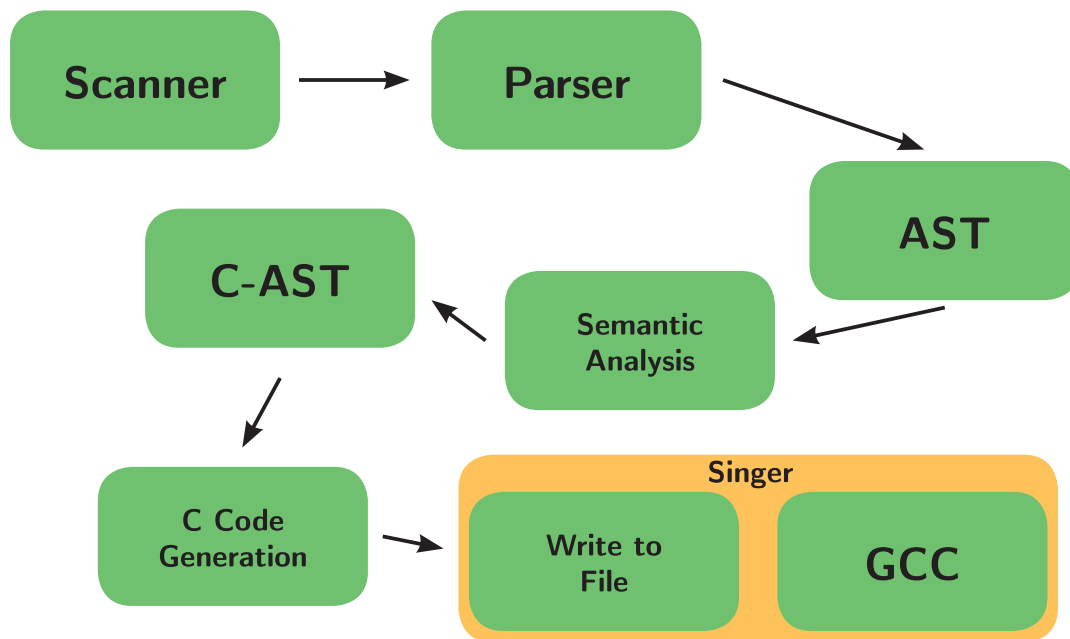 Scanner
Parser
AST
C-AST
Semantic
Analysis
C Code
Generation
Singer
Write to
File
GCC